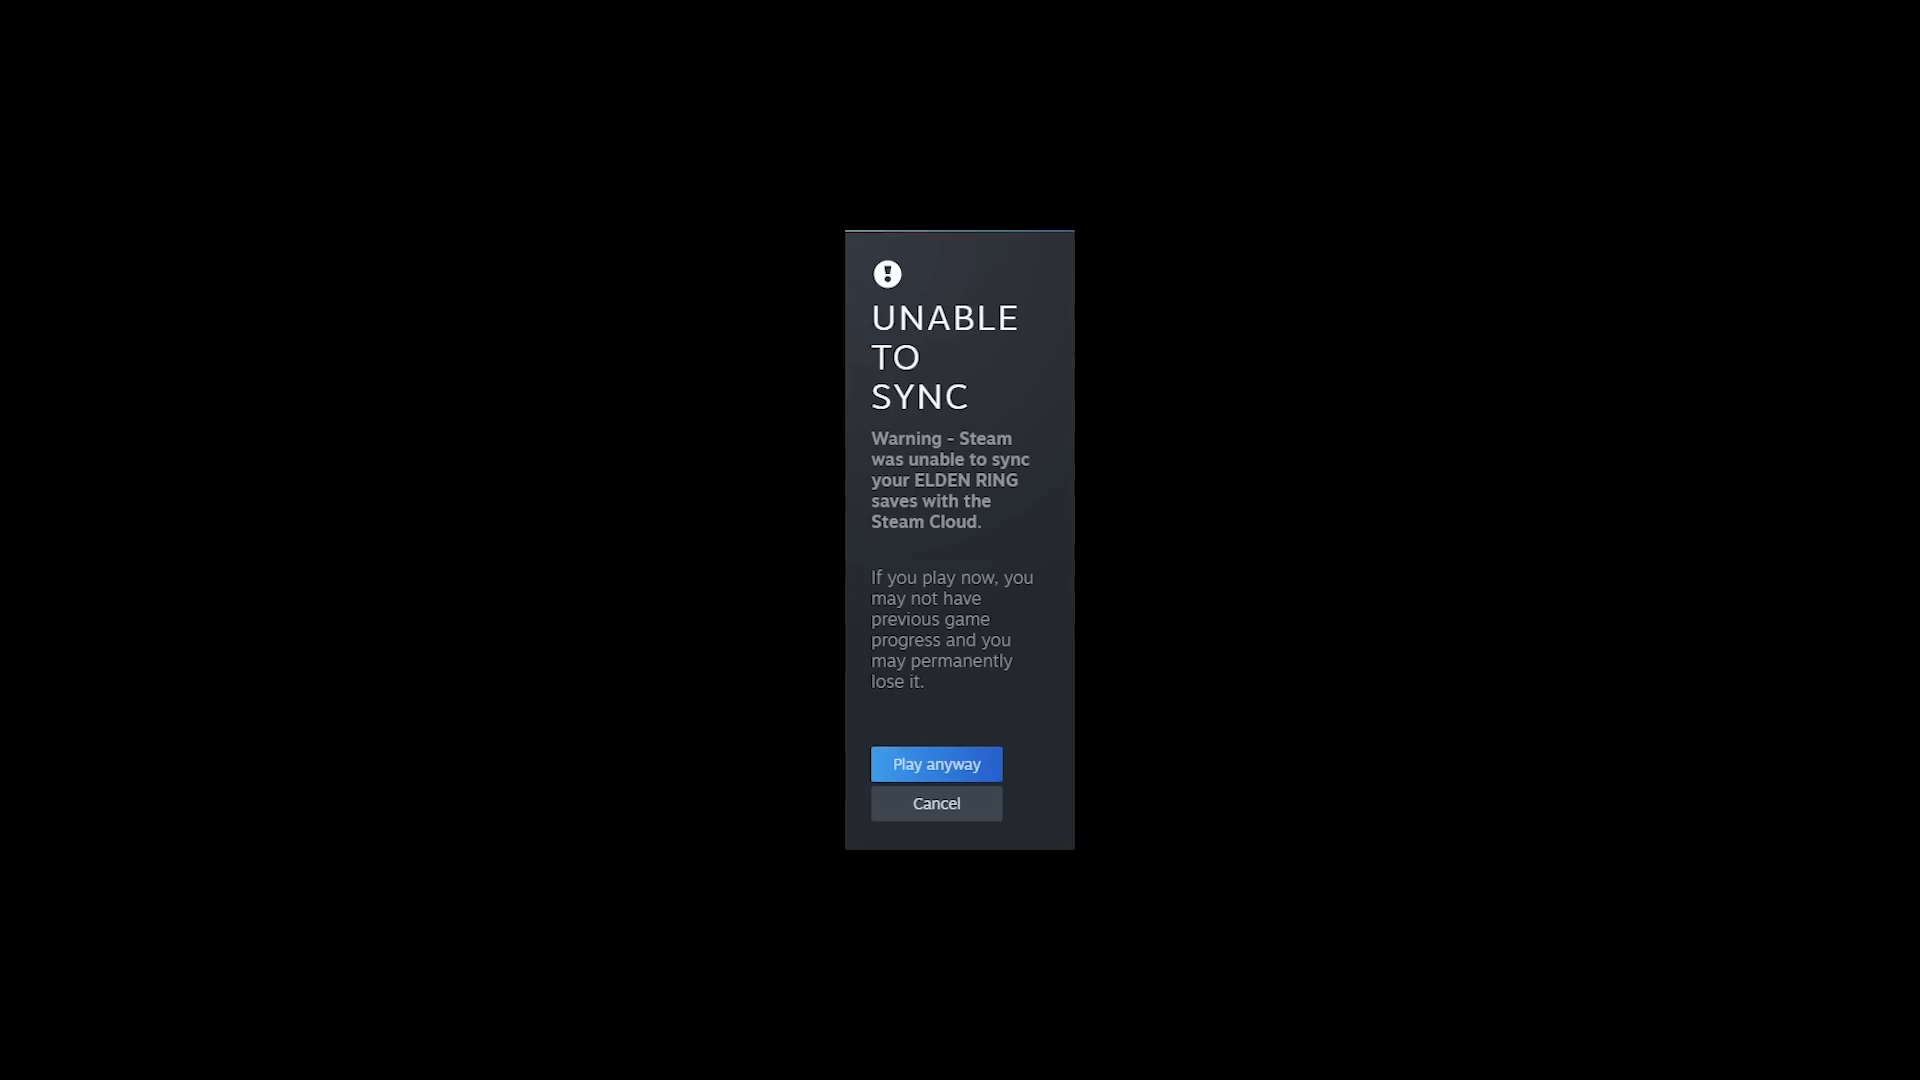 UNABLE
TO
SYNC
Warning - Steam
was unable to sync
your ELDEN RING
saves with the
Steam Cloud.
If you play now, you
may not have
previous game
progress and you
may permanently
lose it.
Play anyway
Cancel